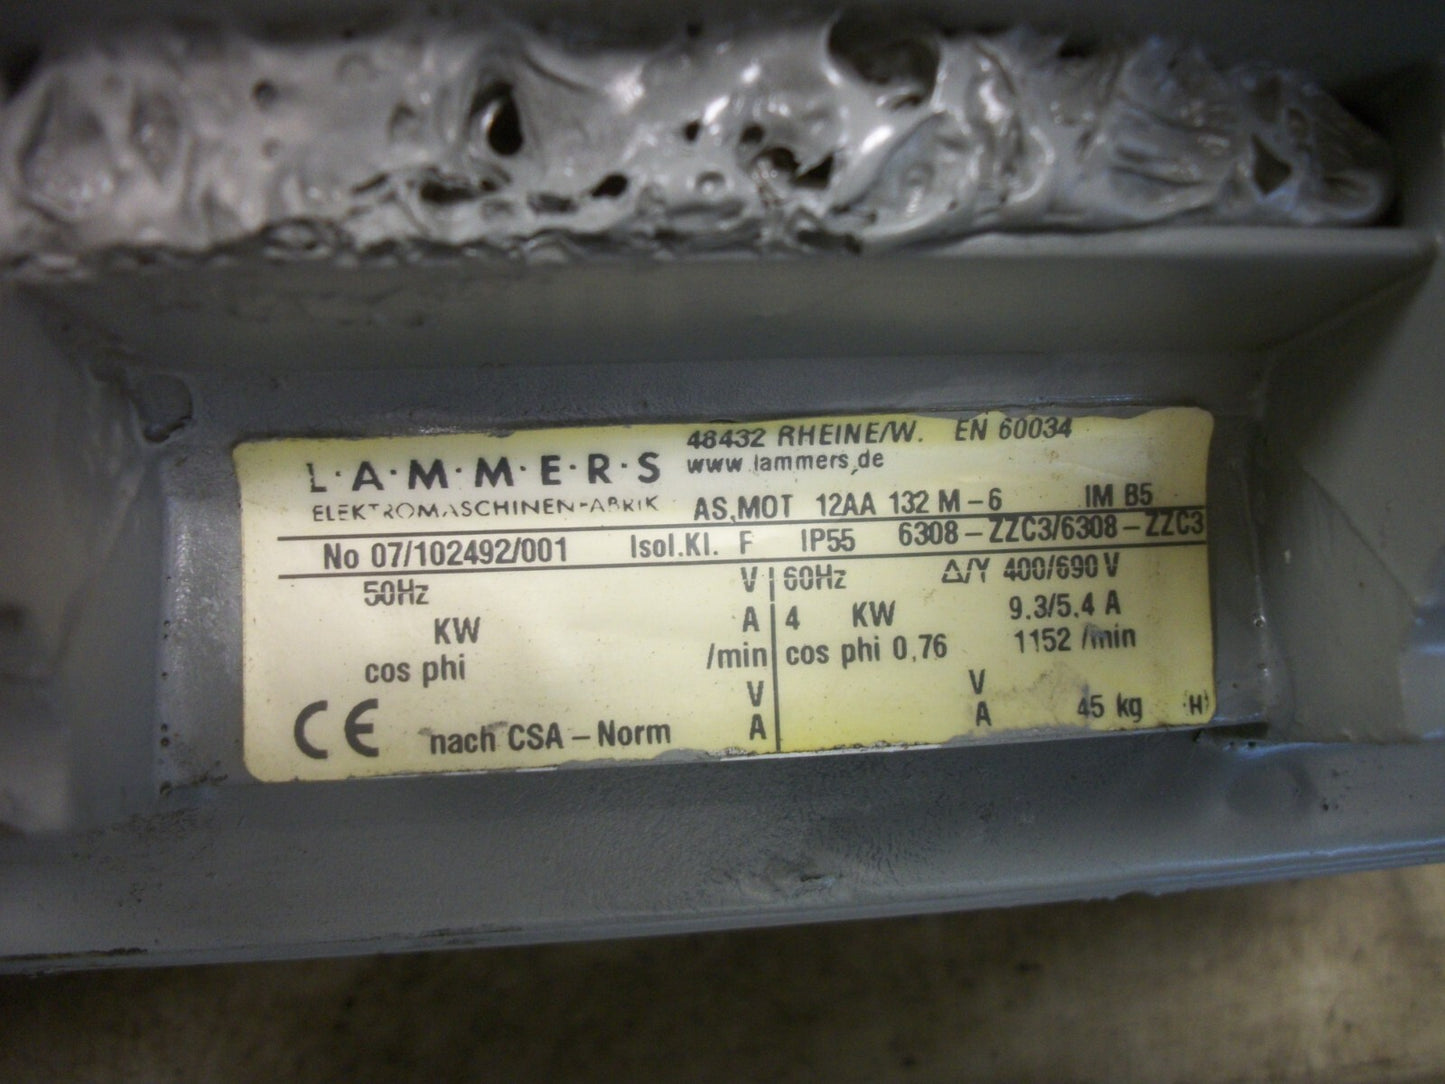 L·A·M·M·E·R·S
ELEKTROMASCHINENFABRIK
48432 RHEINE/W. EN 60034
www.lammers.de
AS.MOT 12AA 132 M-6 IM B5
No 07/102492/001 Isol.Kl. F IP55 6308-ZZC3/6308-ZZC3
50Hz V
KW A
cos phi /min
V
CE nach CSA-Norm A
60Hz Δ/Y 400/690 V
4 KW 9.3/5.4 A
cos phi 0,76 1152 /min
V
A 45 kg (H)